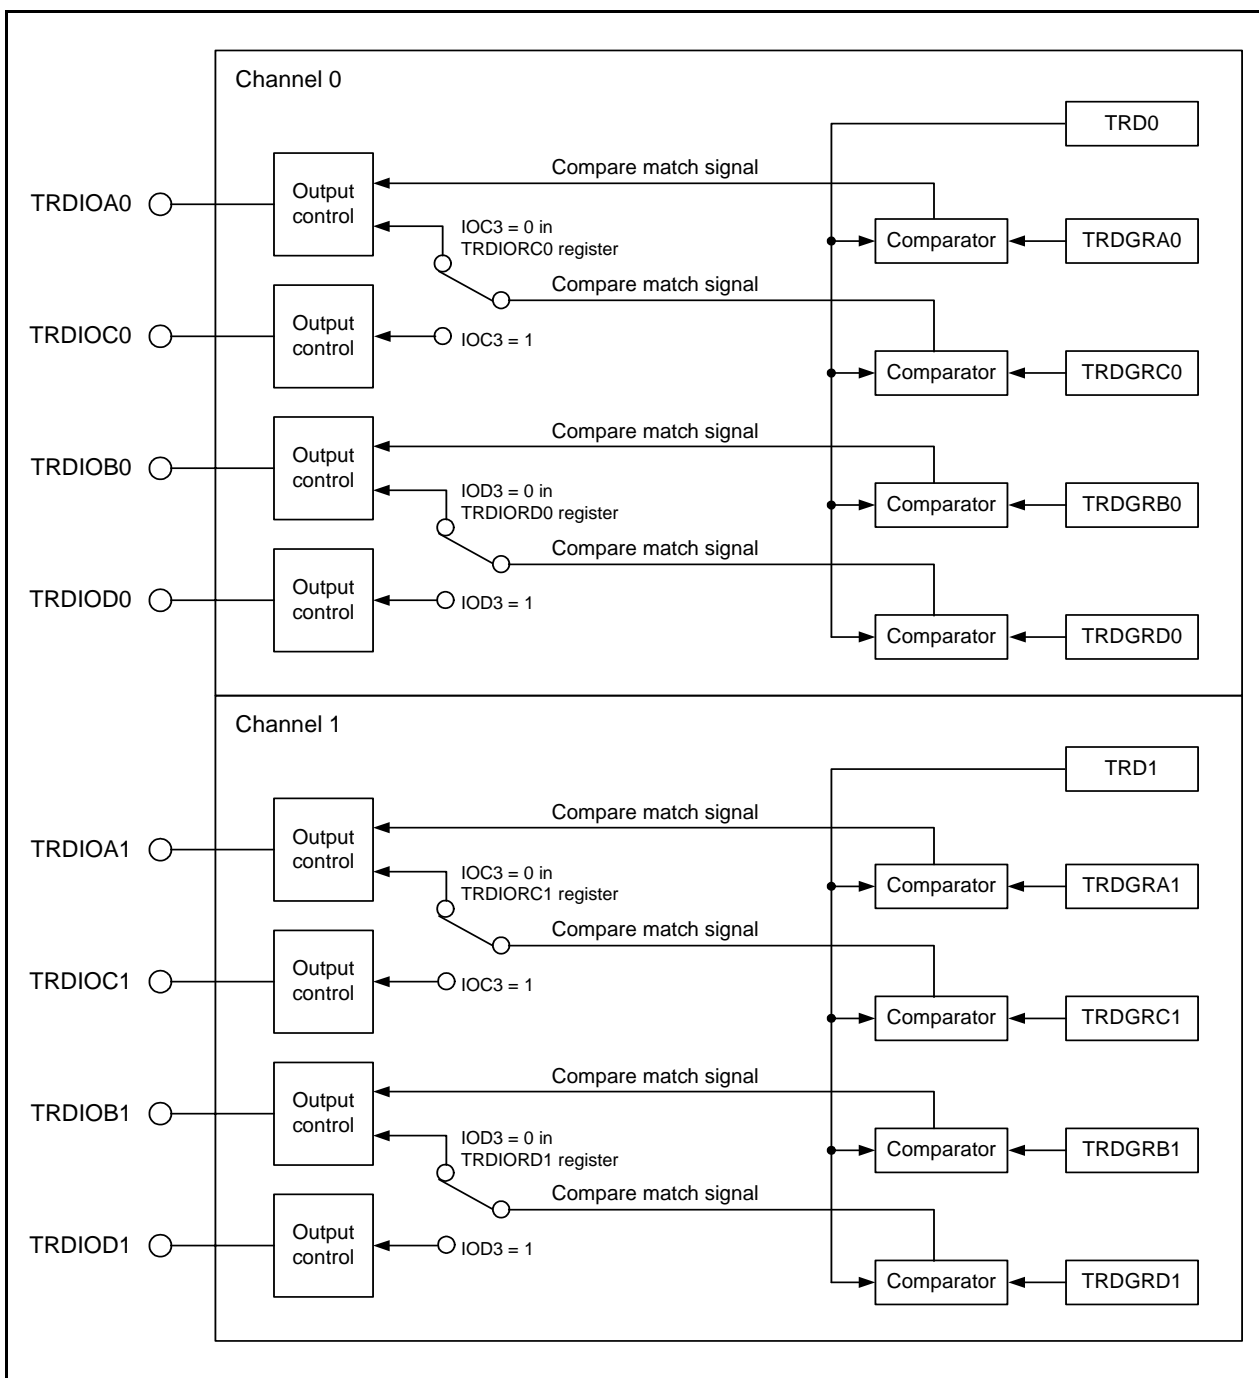 Channel 0
TRD0
Compare match signal
TRDIOA0
Output
control
IOC3 = 0 in
TRDIORC0 register
Comparator
TRDGRA0
Compare match signal
TRDIOC0
Output
control
IOC3 = 1
Comparator
TRDGRC0
Compare match signal
TRDIOB0
Output
control
IOD3 = 0 in
TRDIORD0 register
Comparator
TRDGRB0
Compare match signal
TRDIOD0
Output
control
IOD3 = 1
Comparator
TRDGRD0
Channel 1
TRD1
Compare match signal
TRDIOA1
Output
control
IOC3 = 0 in
TRDIORC1 register
Comparator
TRDGRA1
Compare match signal
TRDIOC1
Output
control
IOC3 = 1
Comparator
TRDGRC1
Compare match signal
TRDIOB1
Output
control
IOD3 = 0 in
TRDIORD1 register
Comparator
TRDGRB1
Compare match signal
TRDIOD1
Output
control
IOD3 = 1
Comparator
TRDGRD1